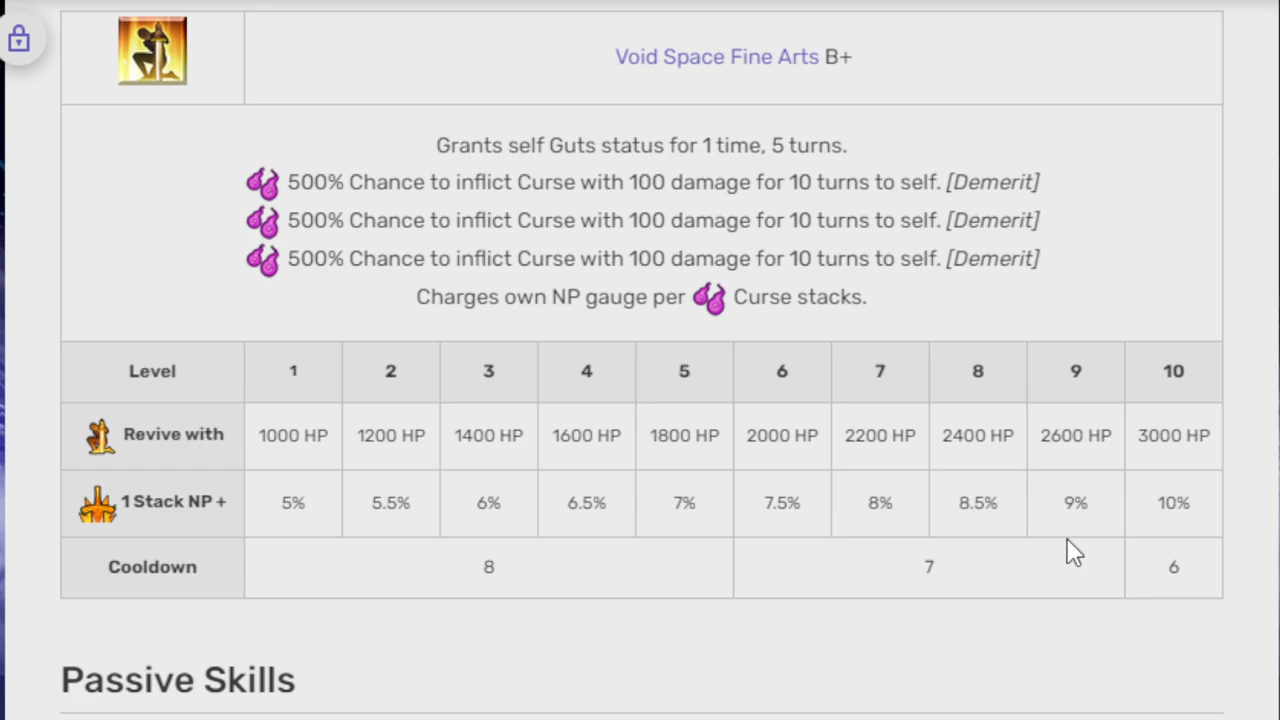 Void Space Fine Arts B+
Grants self Guts status for 1 time, 5 turns.
500% Chance to inflict Curse with 100 damage for 10 turns to self. [Demerit]
500% Chance to inflict Curse with 100 damage for 10 turns to self. [Demerit]
500% Chance to inflict Curse with 100 damage for 10 turns to self. [Demerit]
Charges own NP gauge per Curse stacks.
Level 1 2 3 4 5 6 7 8 9 10
Revive with 1000 HP 1200 HP 1400 HP 1600 HP 1800 HP 2000 HP 2200 HP 2400 HP 2600 HP 3000 HP
1 Stack NP + 5% 5.5% 6% 6.5% 7% 7.5% 8% 8.5% 9% 10%
Cooldown 8 7 6
Passive Skills